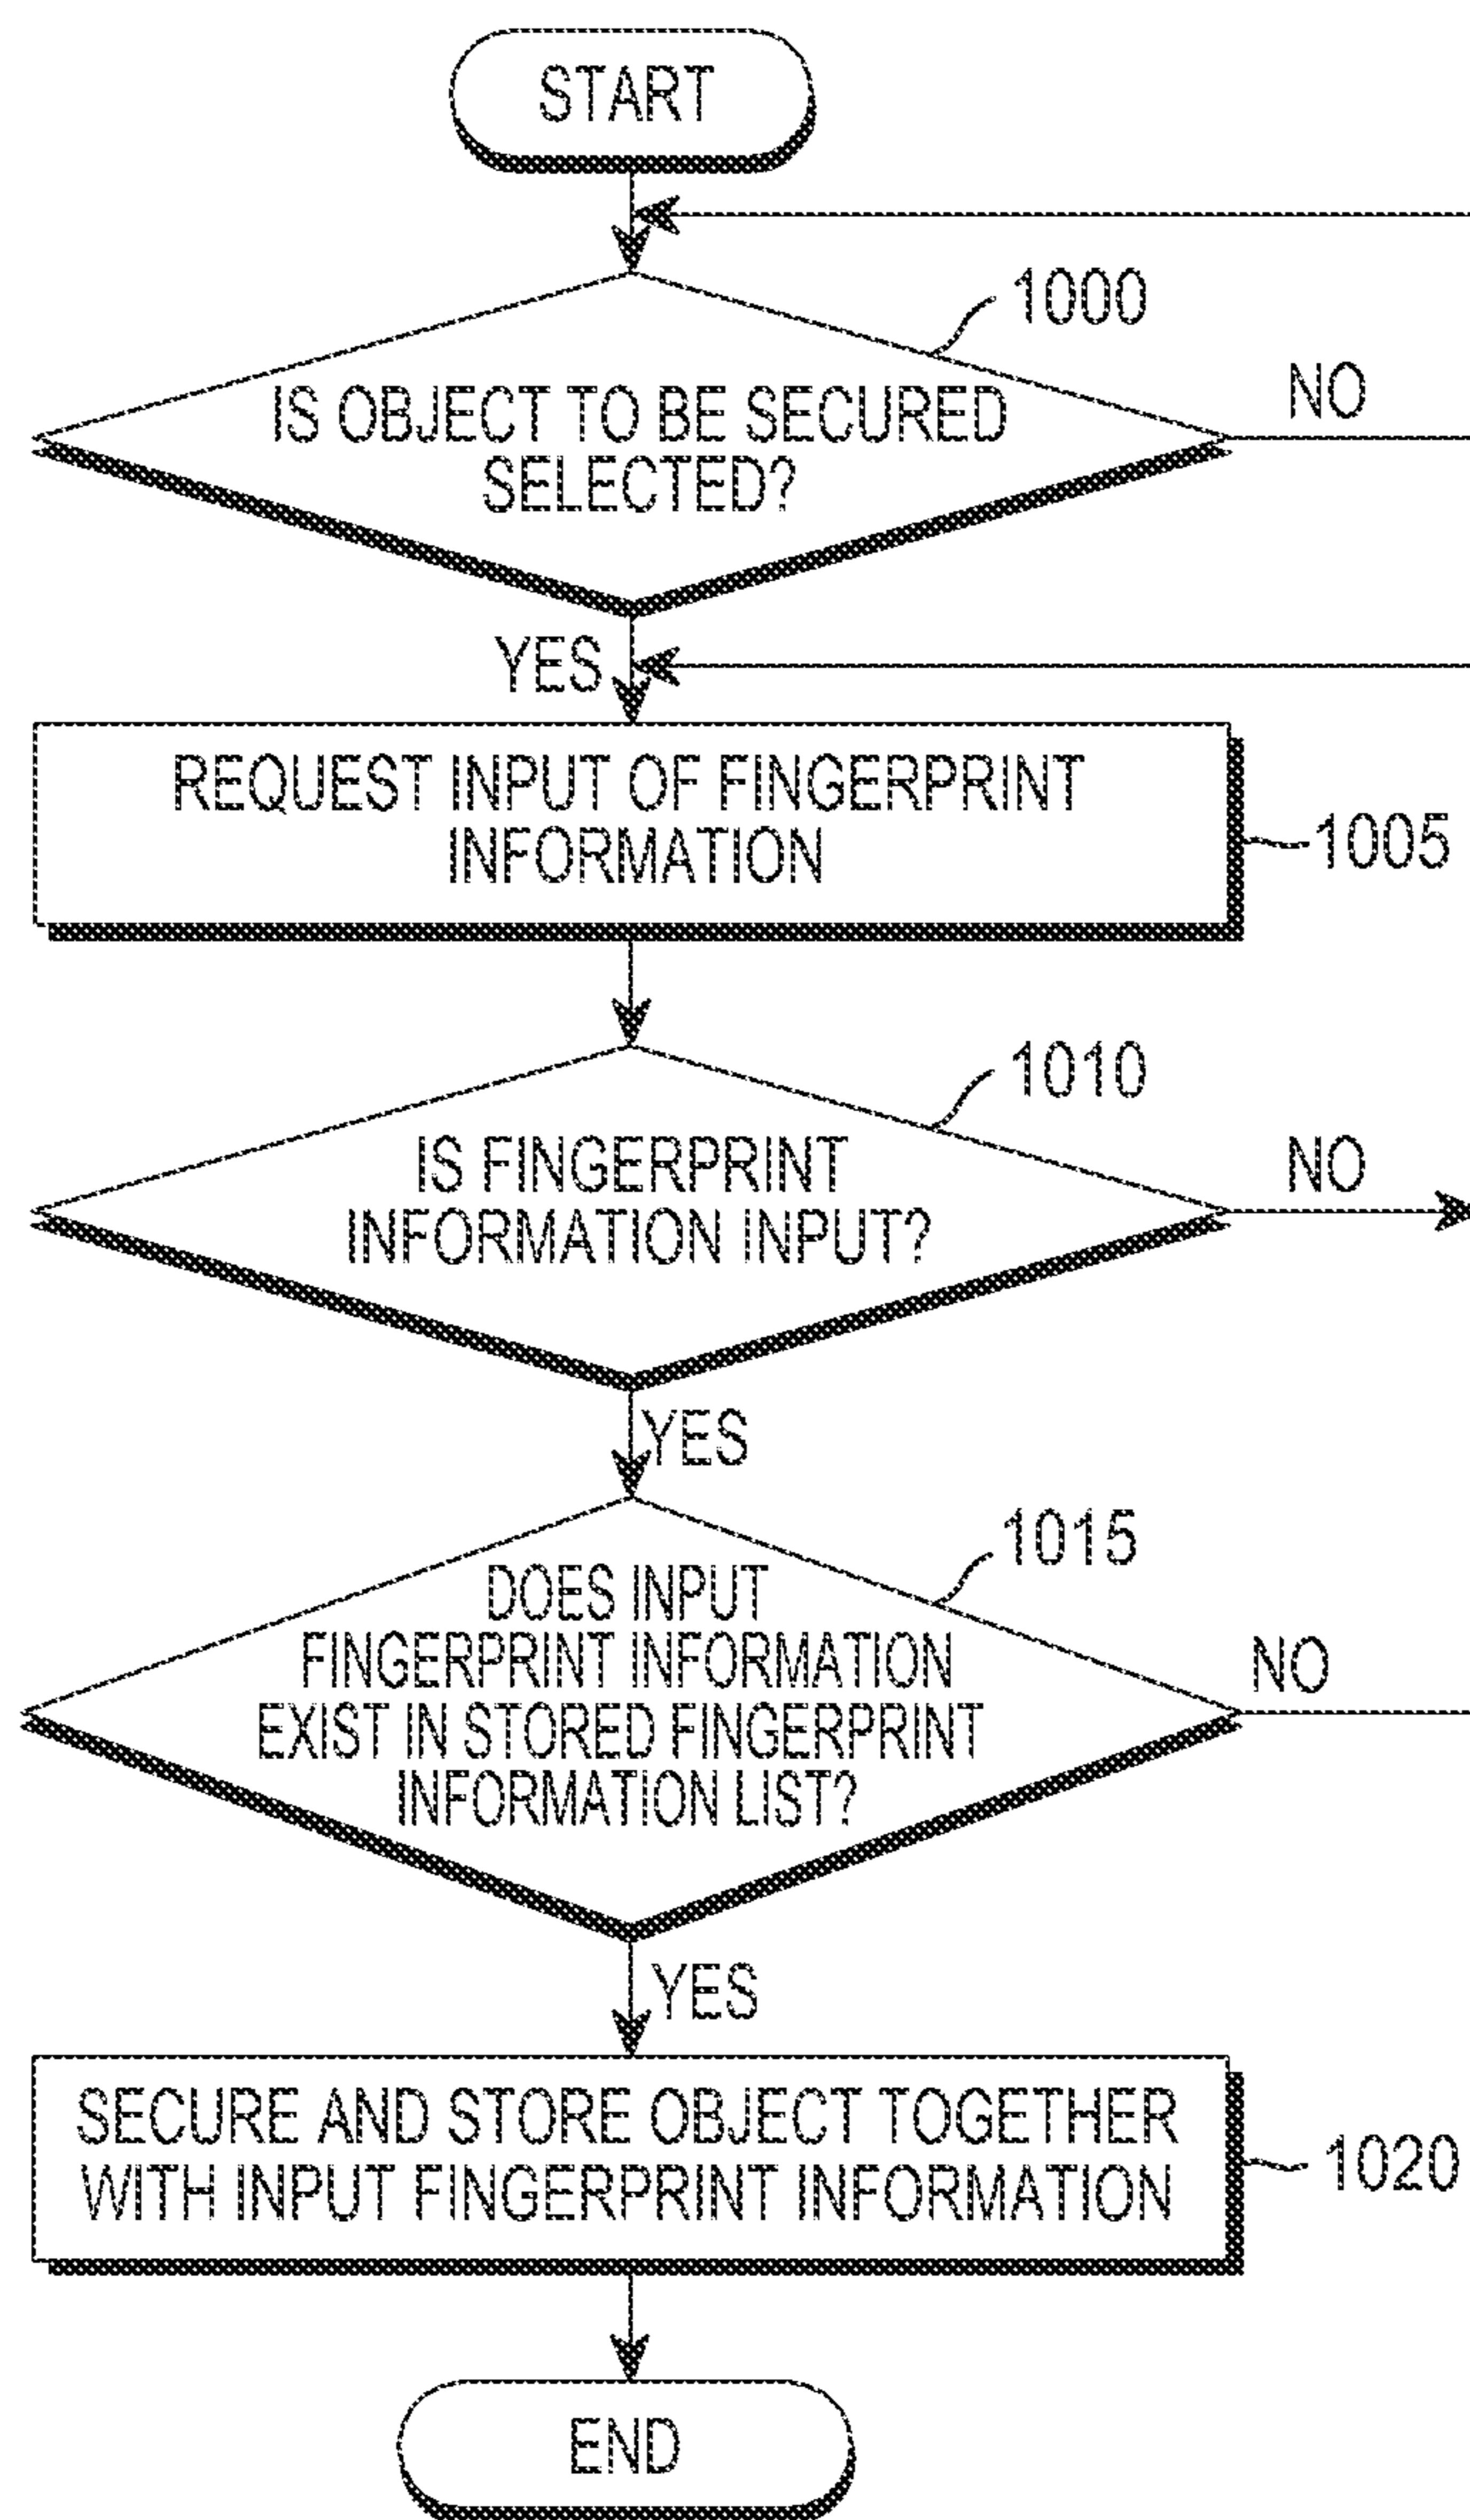 START
1000
IS OBJECT TO BE SECURED
SELECTED?
NO
YES
REQUEST INPUT OF FINGERPRINT
INFORMATION
1005
1010
IS FINGERPRINT
INFORMATION INPUT?
NO
YES
1015
DOES INPUT
FINGERPRINT INFORMATION
EXIST IN STORED FINGERPRINT
INFORMATION LIST?
NO
YES
SECURE AND STORE OBJECT TOGETHER
WITH INPUT FINGERPRINT INFORMATION
1020
END